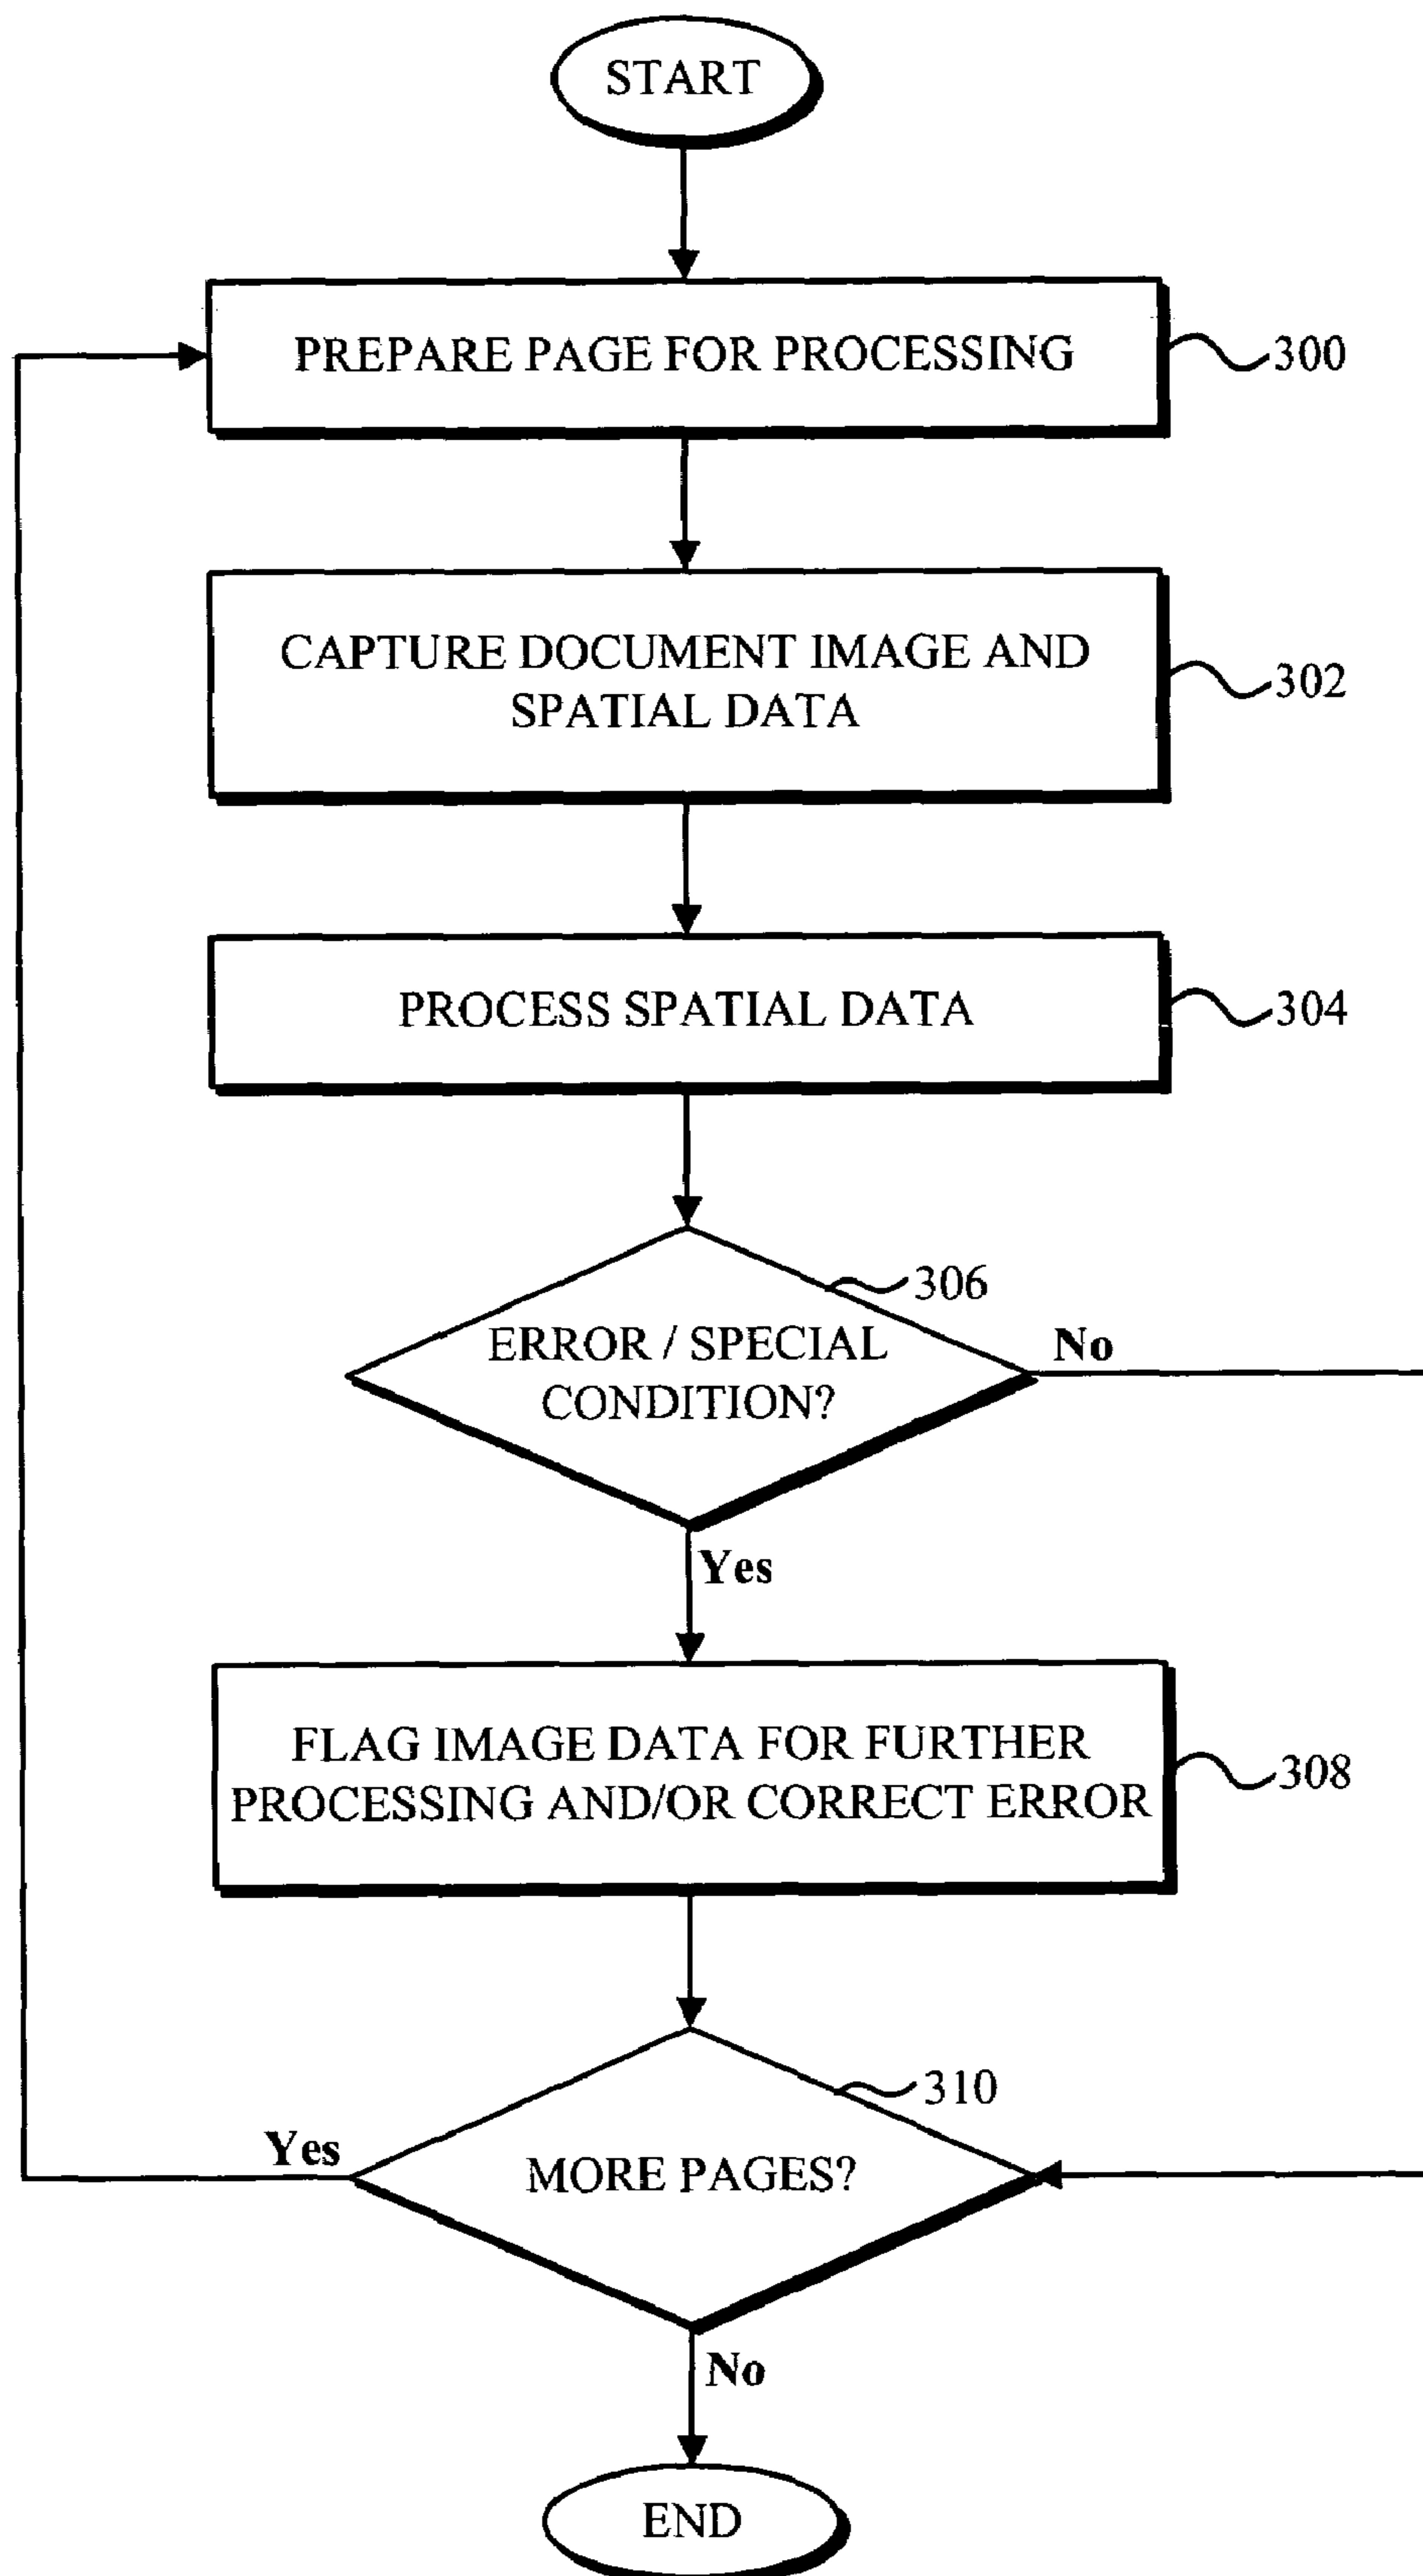 START
PREPARE PAGE FOR PROCESSING
300
CAPTURE DOCUMENT IMAGE AND
SPATIAL DATA
302
PROCESS SPATIAL DATA
304
306
ERROR / SPECIAL
CONDITION?
No
Yes
FLAG IMAGE DATA FOR FURTHER
PROCESSING AND/OR CORRECT ERROR
308
310
Yes
MORE PAGES?
No
END